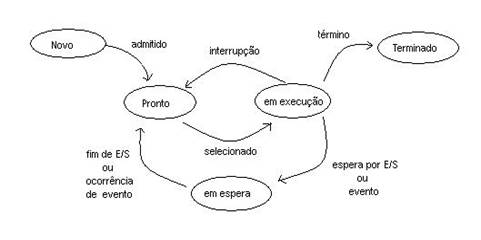 Novo
admitido
interrupção
término
Terminado
Pronto
em execução
selecionado
fim de E/S
ou
ocorrência
de evento
em espera
espera por E/S
ou
evento